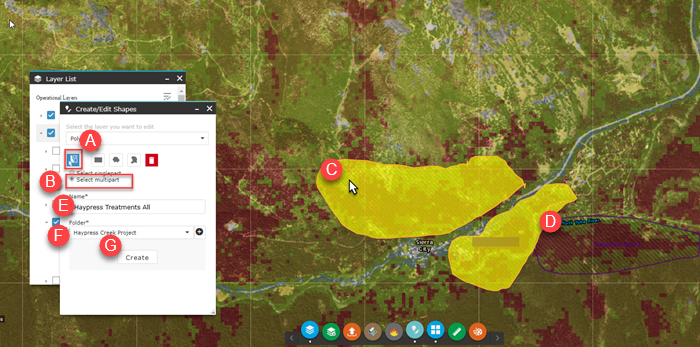 Layer List
Operational Layers
Create/Edit Shapes
Select the layer you want to edit
A
Select singlepart
B
Select multipart
Name*
E
Haypress Treatments All
Folder*
F
Haypress Creek Project
G
Create
C
D
Sierra
City